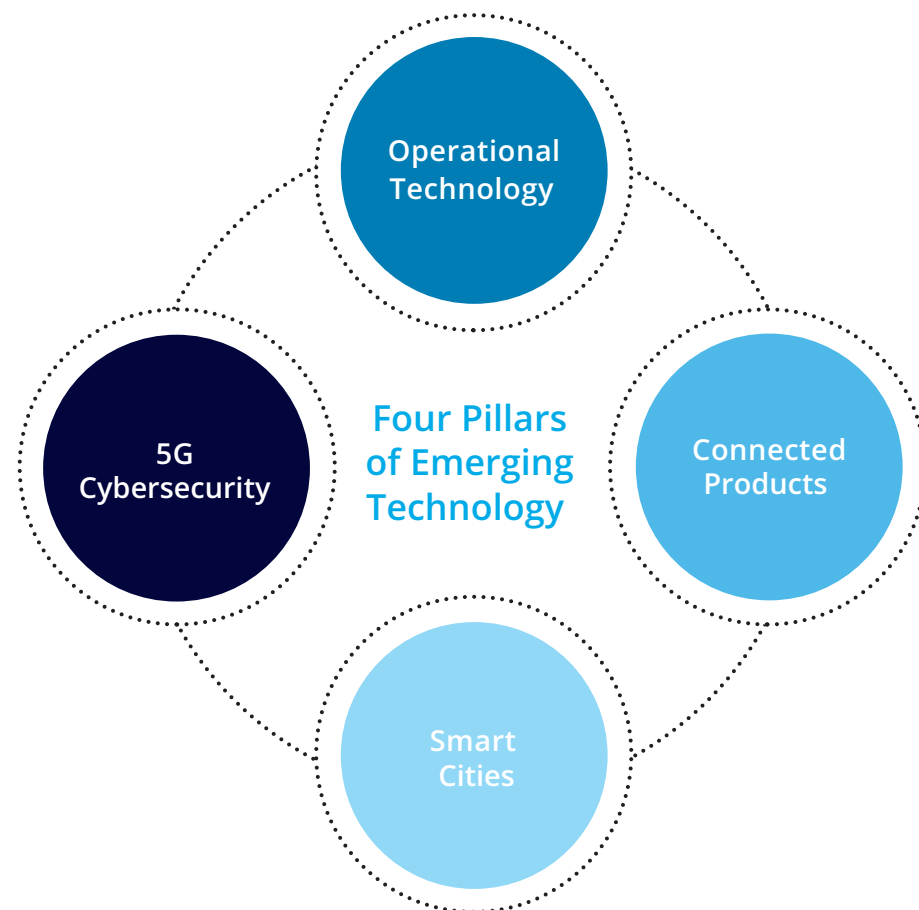 Operational
Technology
5G
Cybersecurity
Four Pillars
of Emerging
Technology
Connected
Products
Smart
Cities